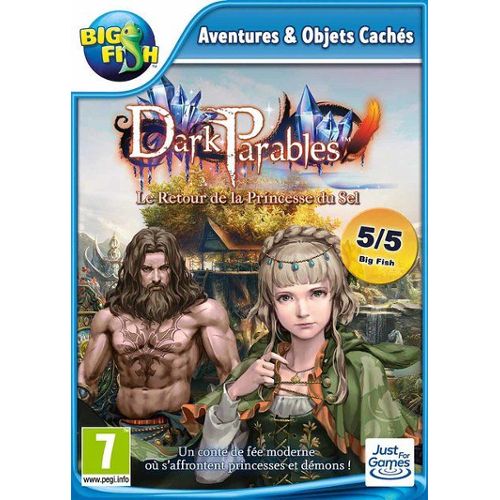 BIG FISH
Aventures & Objets Cachés
Dark Parables™
Le Retour de la Princesse du Sel
5/5
Big Fish
7
www.pegi.info
Un conte de fée moderne
où s'affrontent princesses et démons !
Just For Games